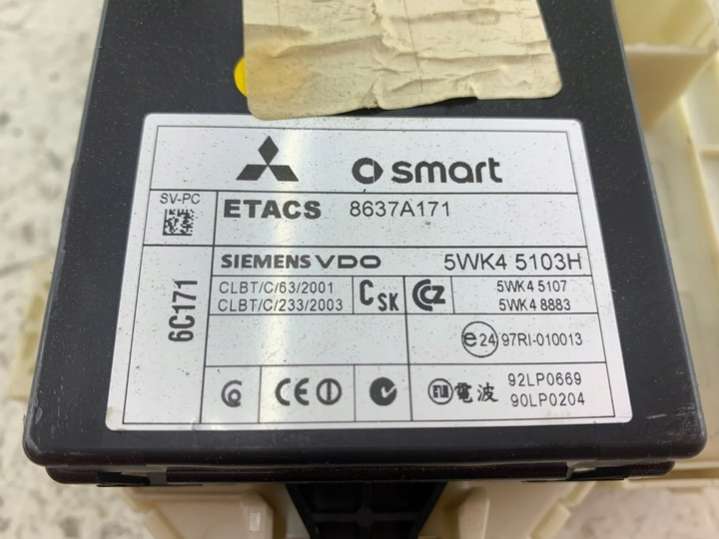 smart
SV-PC
ETACS 8637A171
6C171
SIEMENS VDO 5WK4 5103H
CLBT/C/63/2001
CLBT/C/233/2003
CSK
CCZ
5WK4 5107
5WK4 8883
e24 97RI-010013
CE
電波
92LP0669
90LP0204